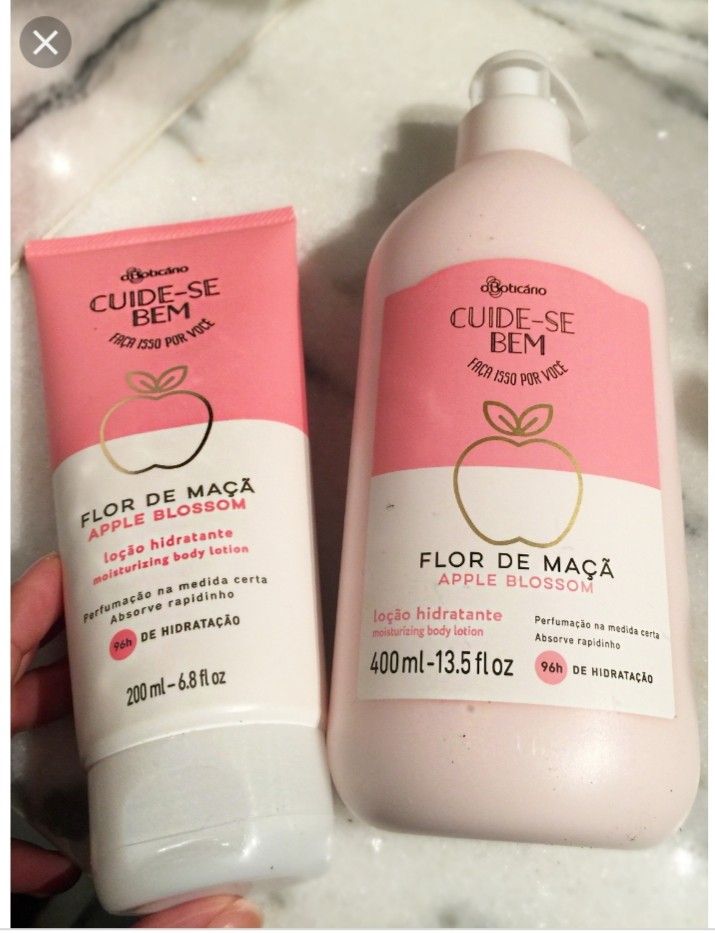 oBoticário
CUIDE-SE
BEM
FAÇA ISSO POR VOCÊ
FLOR DE MAÇÃ
APPLE BLOSSOM
loção hidratante
moisturizing body lotion
Perfumação na medida certa
Absorve rapidinho
96h DE HIDRATAÇÃO
200 ml - 6.8 fl oz
oBoticário
CUIDE-SE
BEM
FAÇA ISSO POR VOCÊ
FLOR DE MAÇÃ
APPLE BLOSSOM
loção hidratante
moisturizing body lotion
400 ml - 13.5 fl oz
Perfumação na medida certa
Absorve rapidinho
96h DE HIDRATAÇÃO